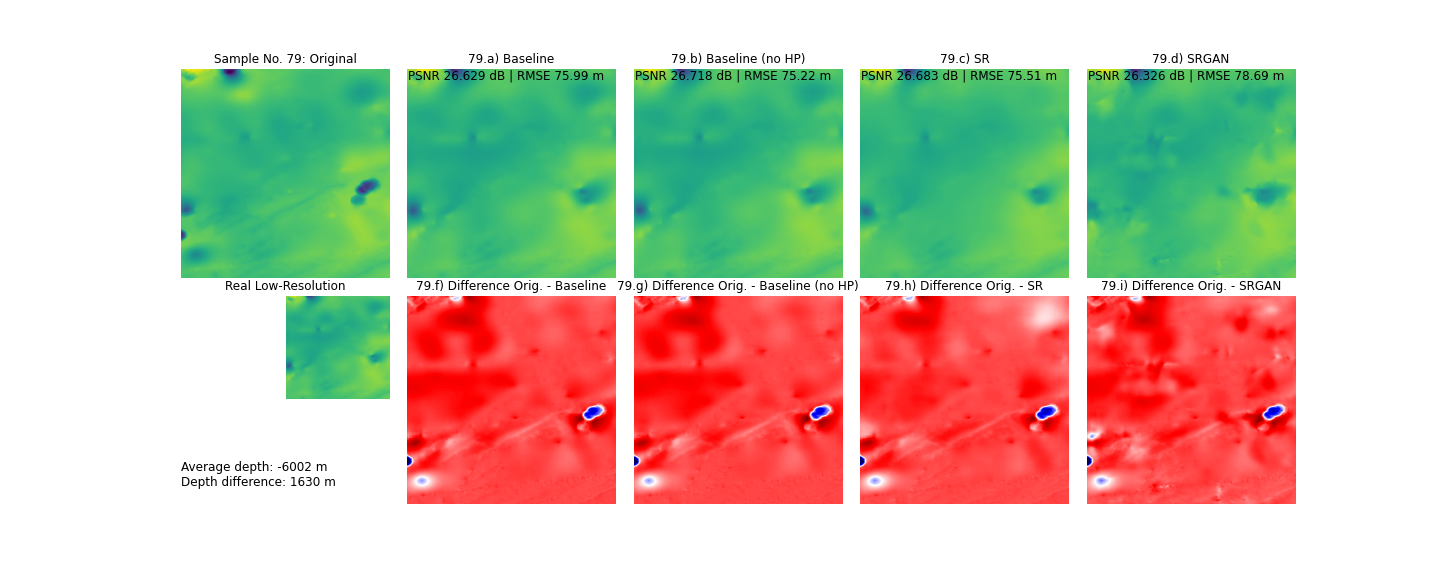 Sample No. 79: Original
79.a) Baseline
79.b) Baseline (no HP)
79.c) SR
79.d) SRGAN
PSNR 26.629 dB | RMSE 75.99 m
PSNR 26.718 dB | RMSE 75.22 m
PSNR 26.683 dB | RMSE 75.51 m
PSNR 26.326 dB | RMSE 78.69 m
Real Low-Resolution
79.f) Difference Orig. - Baseline
79.g) Difference Orig. - Baseline (no HP)
79.h) Difference Orig. - SR
79.i) Difference Orig. - SRGAN
Average depth: -6002 m
Depth difference: 1630 m